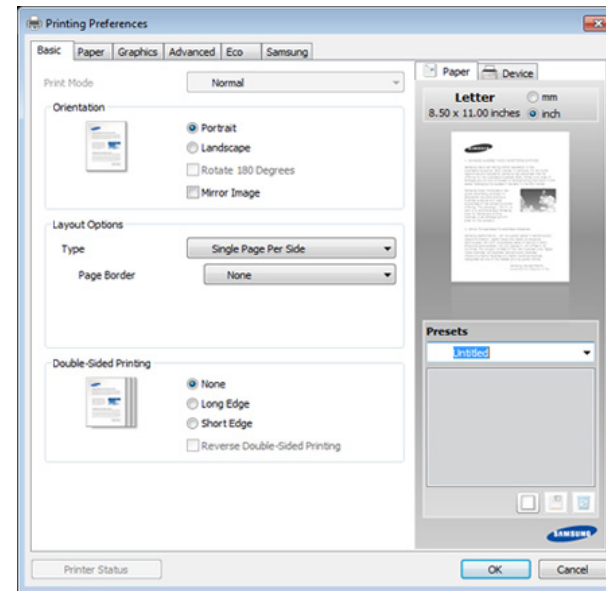 Printing Preferences
Basic Paper Graphics Advanced Eco Samsung
Print Mode Normal
Orientation
Portrait
Landscape
Rotate 180 Degrees
Mirror Image
Layout Options
Type Single Page Per Side
Page Border None
Double-Sided Printing
None
Long Edge
Short Edge
Reverse Double-Sided Printing
Paper Device
Letter mm
8.50 x 11.00 inches inch
SAMSUNG
Presets
Untitled
SAMSUNG
Printer Status OK Cancel